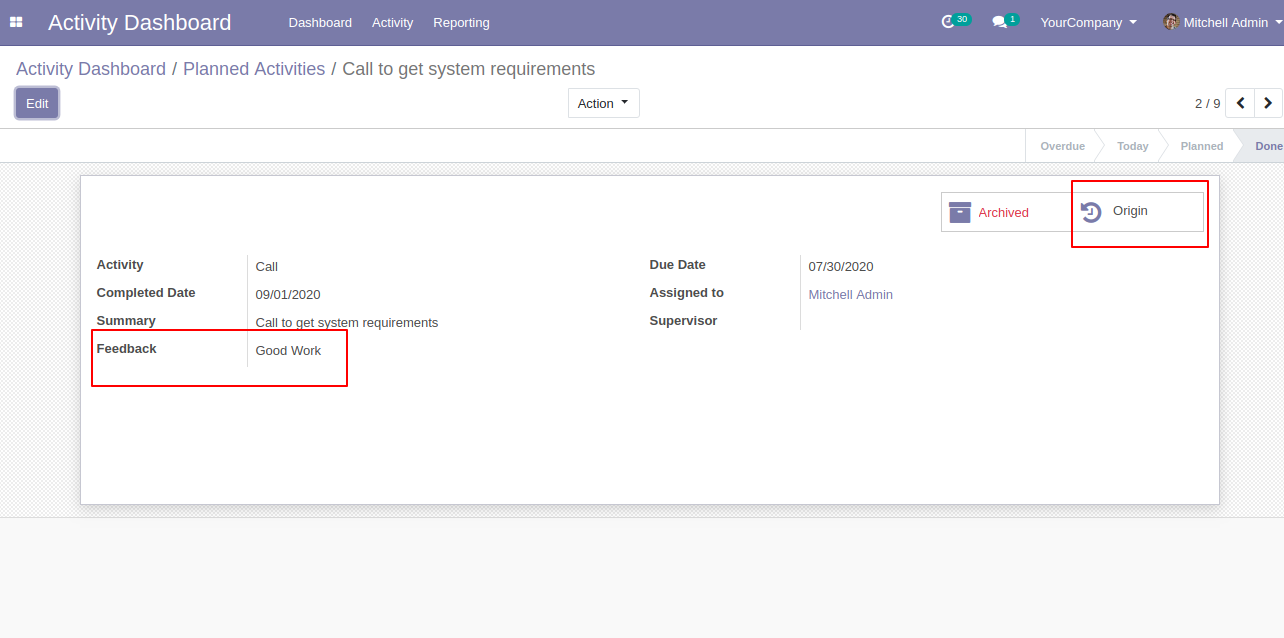 Activity Dashboard Dashboard Activity Reporting 30 1 YourCompany Mitchell Admin
Activity Dashboard / Planned Activities / Call to get system requirements
Edit Action 2 / 9
Overdue Today Planned Done
Archived Origin
Activity Call Due Date 07/30/2020
Completed Date 09/01/2020 Assigned to Mitchell Admin
Summary Call to get system requirements Supervisor
Feedback Good Work